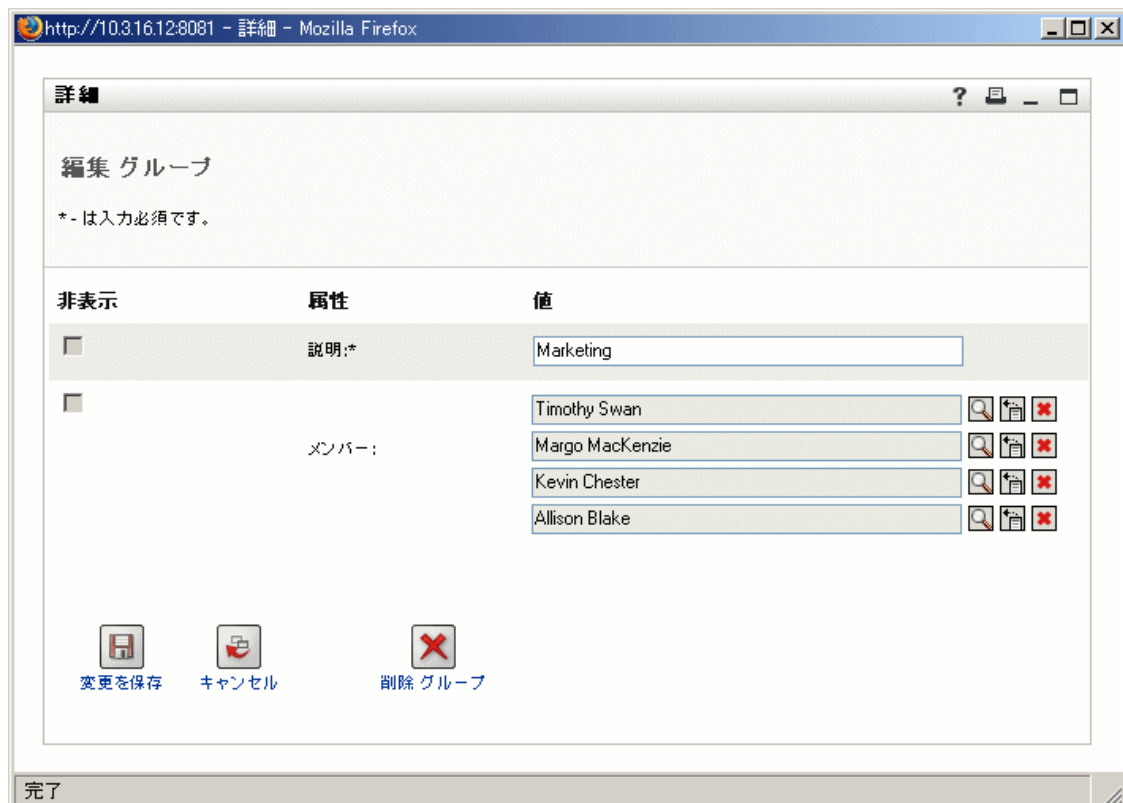 http://10.3.16.12:8081 - 詳細 - Mozilla Firefox
詳細 ?
編集 グループ
* - は入力必須です。
非表示 属性 値
説明:* Marketing
Timothy Swan
メンバー: Margo MacKenzie
Kevin Chester
Allison Blake
変更を保存 キャンセル 削除 グループ
完了